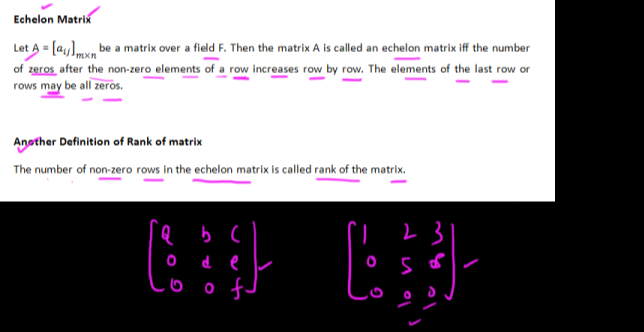 Echelon Matrix
Let A = [aᵢⱼ]ₘₓₙ be a matrix over a field F. Then the matrix A is called an echelon matrix iff the number
of zeros after the non-zero elements of a row increases row by row. The elements of the last row or
rows may be all zeros.
Another Definition of Rank of matrix
The number of non-zero rows in the echelon matrix is called rank of the matrix.
a b c 1 2 3
0 d e 0 5 8
0 0 f 0 0 0